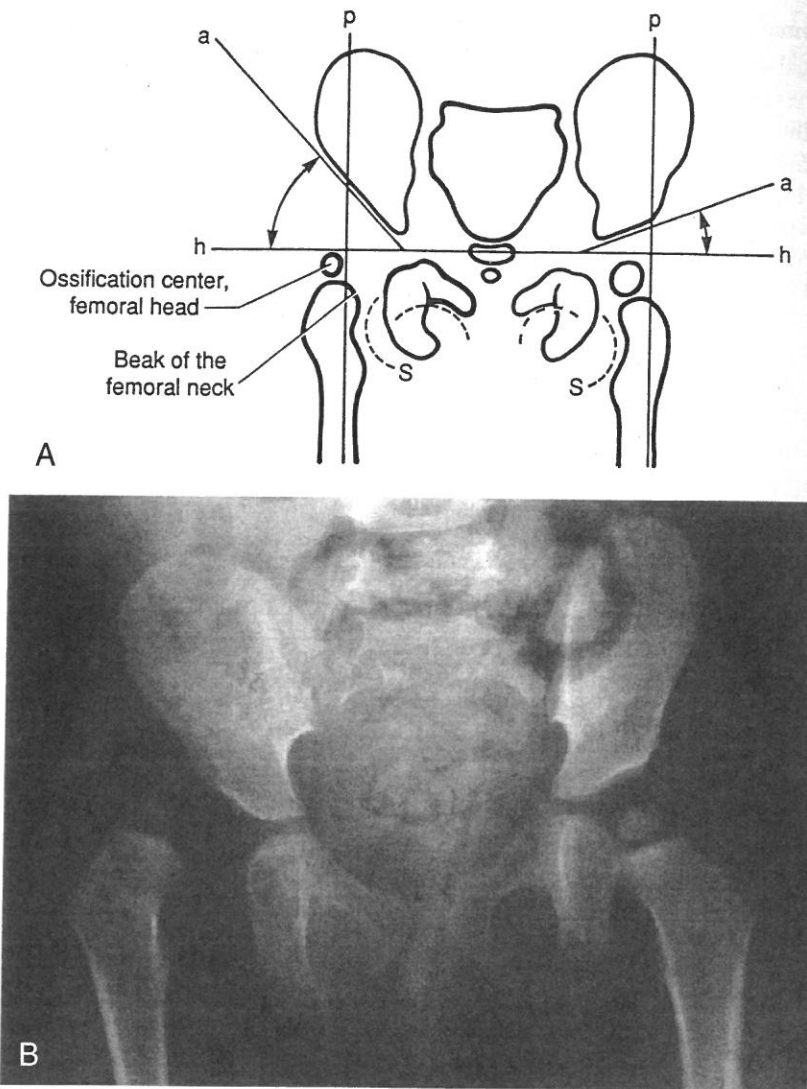 p
p
a
a
h
h
Ossification center,
femoral head
Beak of the
femoral neck
S
S
A
B